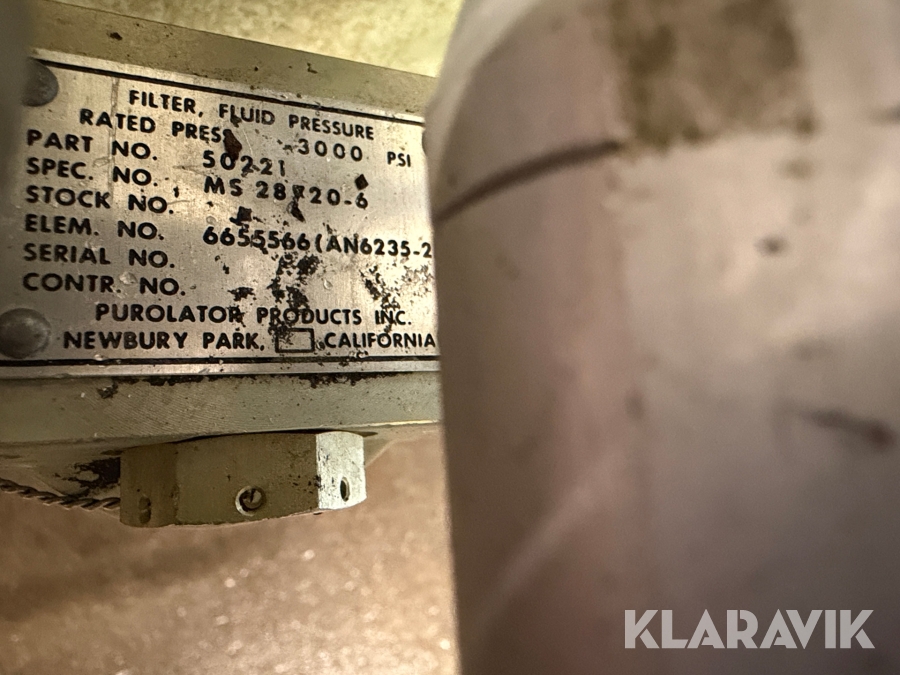 FILTER, FLUID PRESSURE
RATED PRESS 3000 PSI
PART NO. 50221
SPEC. NO. MS 28720-6
STOCK NO.
ELEM. NO. 6655566 (AN6235-2
SERIAL NO.
CONTR. NO.
PUROLATOR PRODUCTS INC.
NEWBURY PARK, CALIFORNIA
KLARAVIK